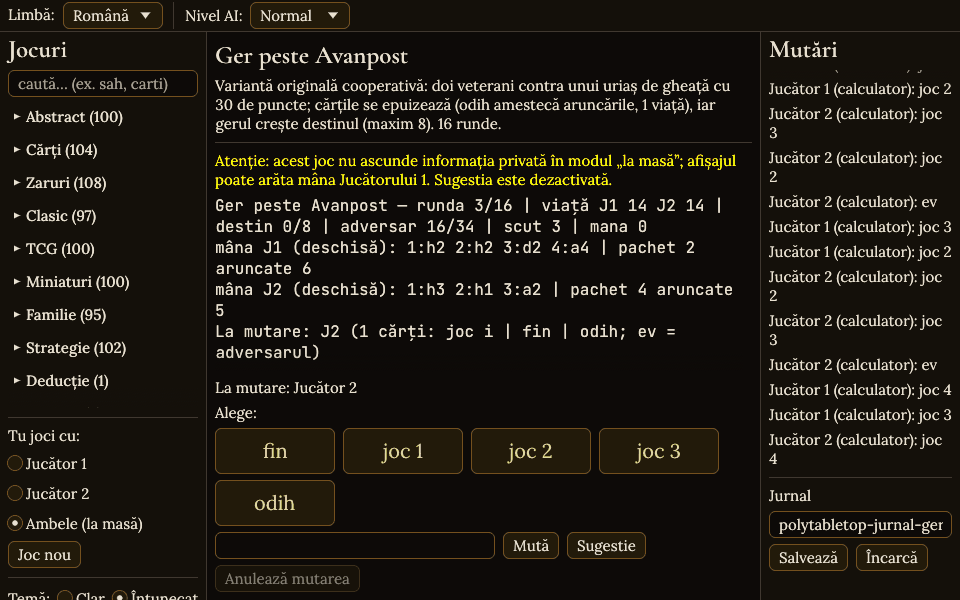 Limbă: Română ▼ Nivel AI: Normal ▼
Jocuri
caută... (ex. sah, carti)
▸ Abstract (100)
▸ Cărți (104)
▸ Zaruri (108)
▸ Clasic (97)
▸ TCG (100)
▸ Miniaturi (100)
▸ Familie (95)
▸ Strategie (102)
▸ Deducție (1)
Tu joci cu:
Jucător 1
Jucător 2
Ambele (la masă)
Joc nou
Temă: Clar Întunecat
Ger peste Avanpost
Variantă originală cooperativă: doi veterani contra unui uriaș de gheață cu
30 de puncte; cărțile se epuizează (odih amestecă aruncările, 1 viață), iar
gerul crește destinul (maxim 8). 16 runde.
Atenție: acest joc nu ascunde informația privată în modul „la masă”; afișajul
poate arăta mâna Jucătorului 1. Sugestia este dezactivată.
Ger peste Avanpost — runda 3/16 | viață J1 14 J2 14 |
destin 0/8 | adversar 16/34 | scut 3 | mana 0
mâna J1 (deschisă): 1:h2 2:h2 3:d2 4:a4 | pachet 2
aruncate 6
mâna J2 (deschisă): 1:h3 2:h1 3:a2 | pachet 4 aruncate
5
La mutare: J2 (1 cărți: joc i | fin | odih; ev =
adversarul)
La mutare: Jucător 2
Alege:
fin joc 1 joc 2 joc 3
odih
Mută Sugestie
Anulează mutarea
Mutări
Jucător 1 (calculator): joc 2
Jucător 2 (calculator): joc
3
Jucător 2 (calculator): joc
2
Jucător 2 (calculator): ev
Jucător 1 (calculator): joc 3
Jucător 1 (calculator): joc 2
Jucător 2 (calculator): joc
2
Jucător 2 (calculator): joc
3
Jucător 2 (calculator): ev
Jucător 1 (calculator): joc 4
Jucător 1 (calculator): joc 3
Jucător 2 (calculator): joc
4
Jurnal
polytabletop-jurnal-ger
Salvează Încarcă